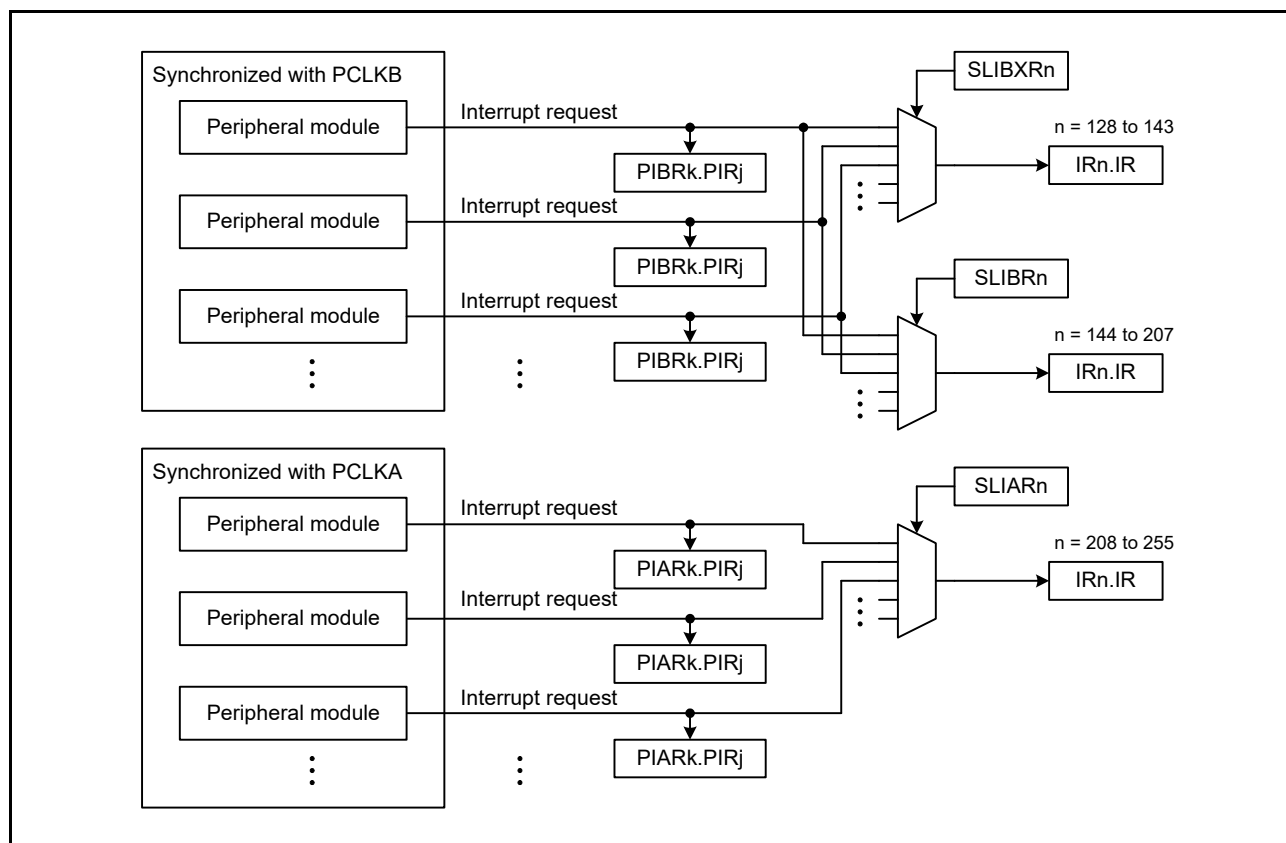 Synchronized with PCLKB
SLIBXRn
Peripheral module
Interrupt request
n = 128 to 143
PIBRk.PIRj
IRn.IR
Peripheral module
Interrupt request
PIBRk.PIRj
SLIBRn
Peripheral module
Interrupt request
n = 144 to 207
PIBRk.PIRj
IRn.IR
Synchronized with PCLKA
SLIARn
Peripheral module
Interrupt request
n = 208 to 255
PIARk.PIRj
IRn.IR
Peripheral module
Interrupt request
PIARk.PIRj
Peripheral module
Interrupt request
PIARk.PIRj